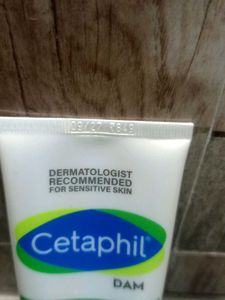 DERMATOLOGIST
RECOMMENDED
FOR SENSITIVE SKIN
Cetaphil®
DAM